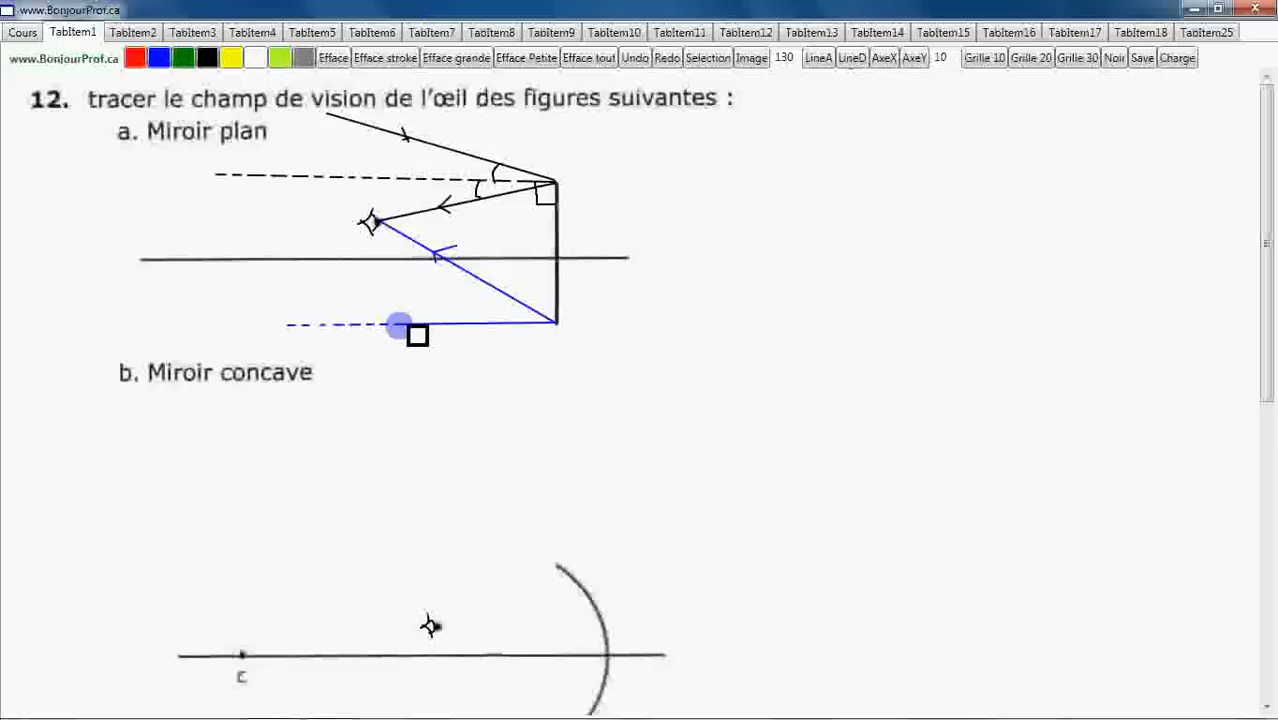 www.BonjourProf.ca
Cours TabItem1 TabItem2 TabItem3 TabItem4 TabItem5 TabItem6 TabItem7 TabItem8 TabItem9 TabItem10 TabItem11 TabItem12 TabItem13 TabItem14 TabItem15 TabItem16 TabItem17 TabItem18 TabItem25
www.BonjourProf.ca Efface Efface stroke Efface grande Efface Petite Efface tout Undo Redo Selection Image 130 LineA LineD AxeX AxeY 10 Grille 10 Grille 20 Grille 30 Noir Save Charge
12. tracer le champ de vision de l'œil des figures suivantes :
a. Miroir plan
b. Miroir concave
C